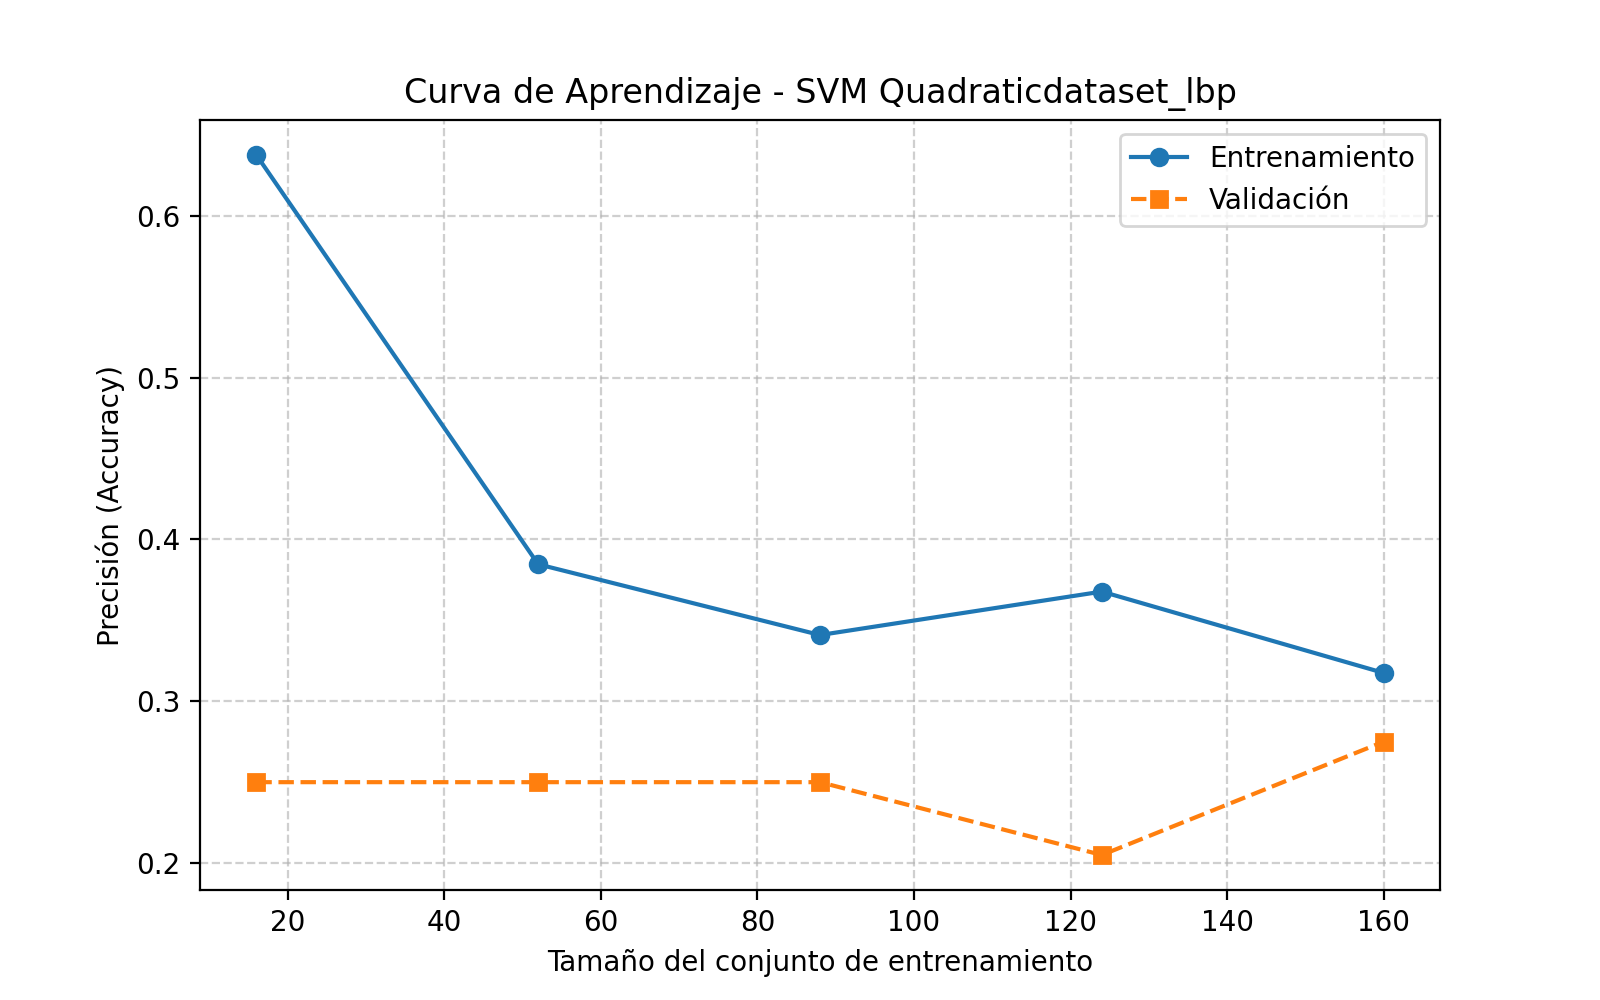 Curva de Aprendizaje - SVM Quadraticdataset_lbp
Entrenamiento
Validación
Precisión (Accuracy)
0.6
0.5
0.4
0.3
0.2
20 40 60 80 100 120 140 160
Tamaño del conjunto de entrenamiento